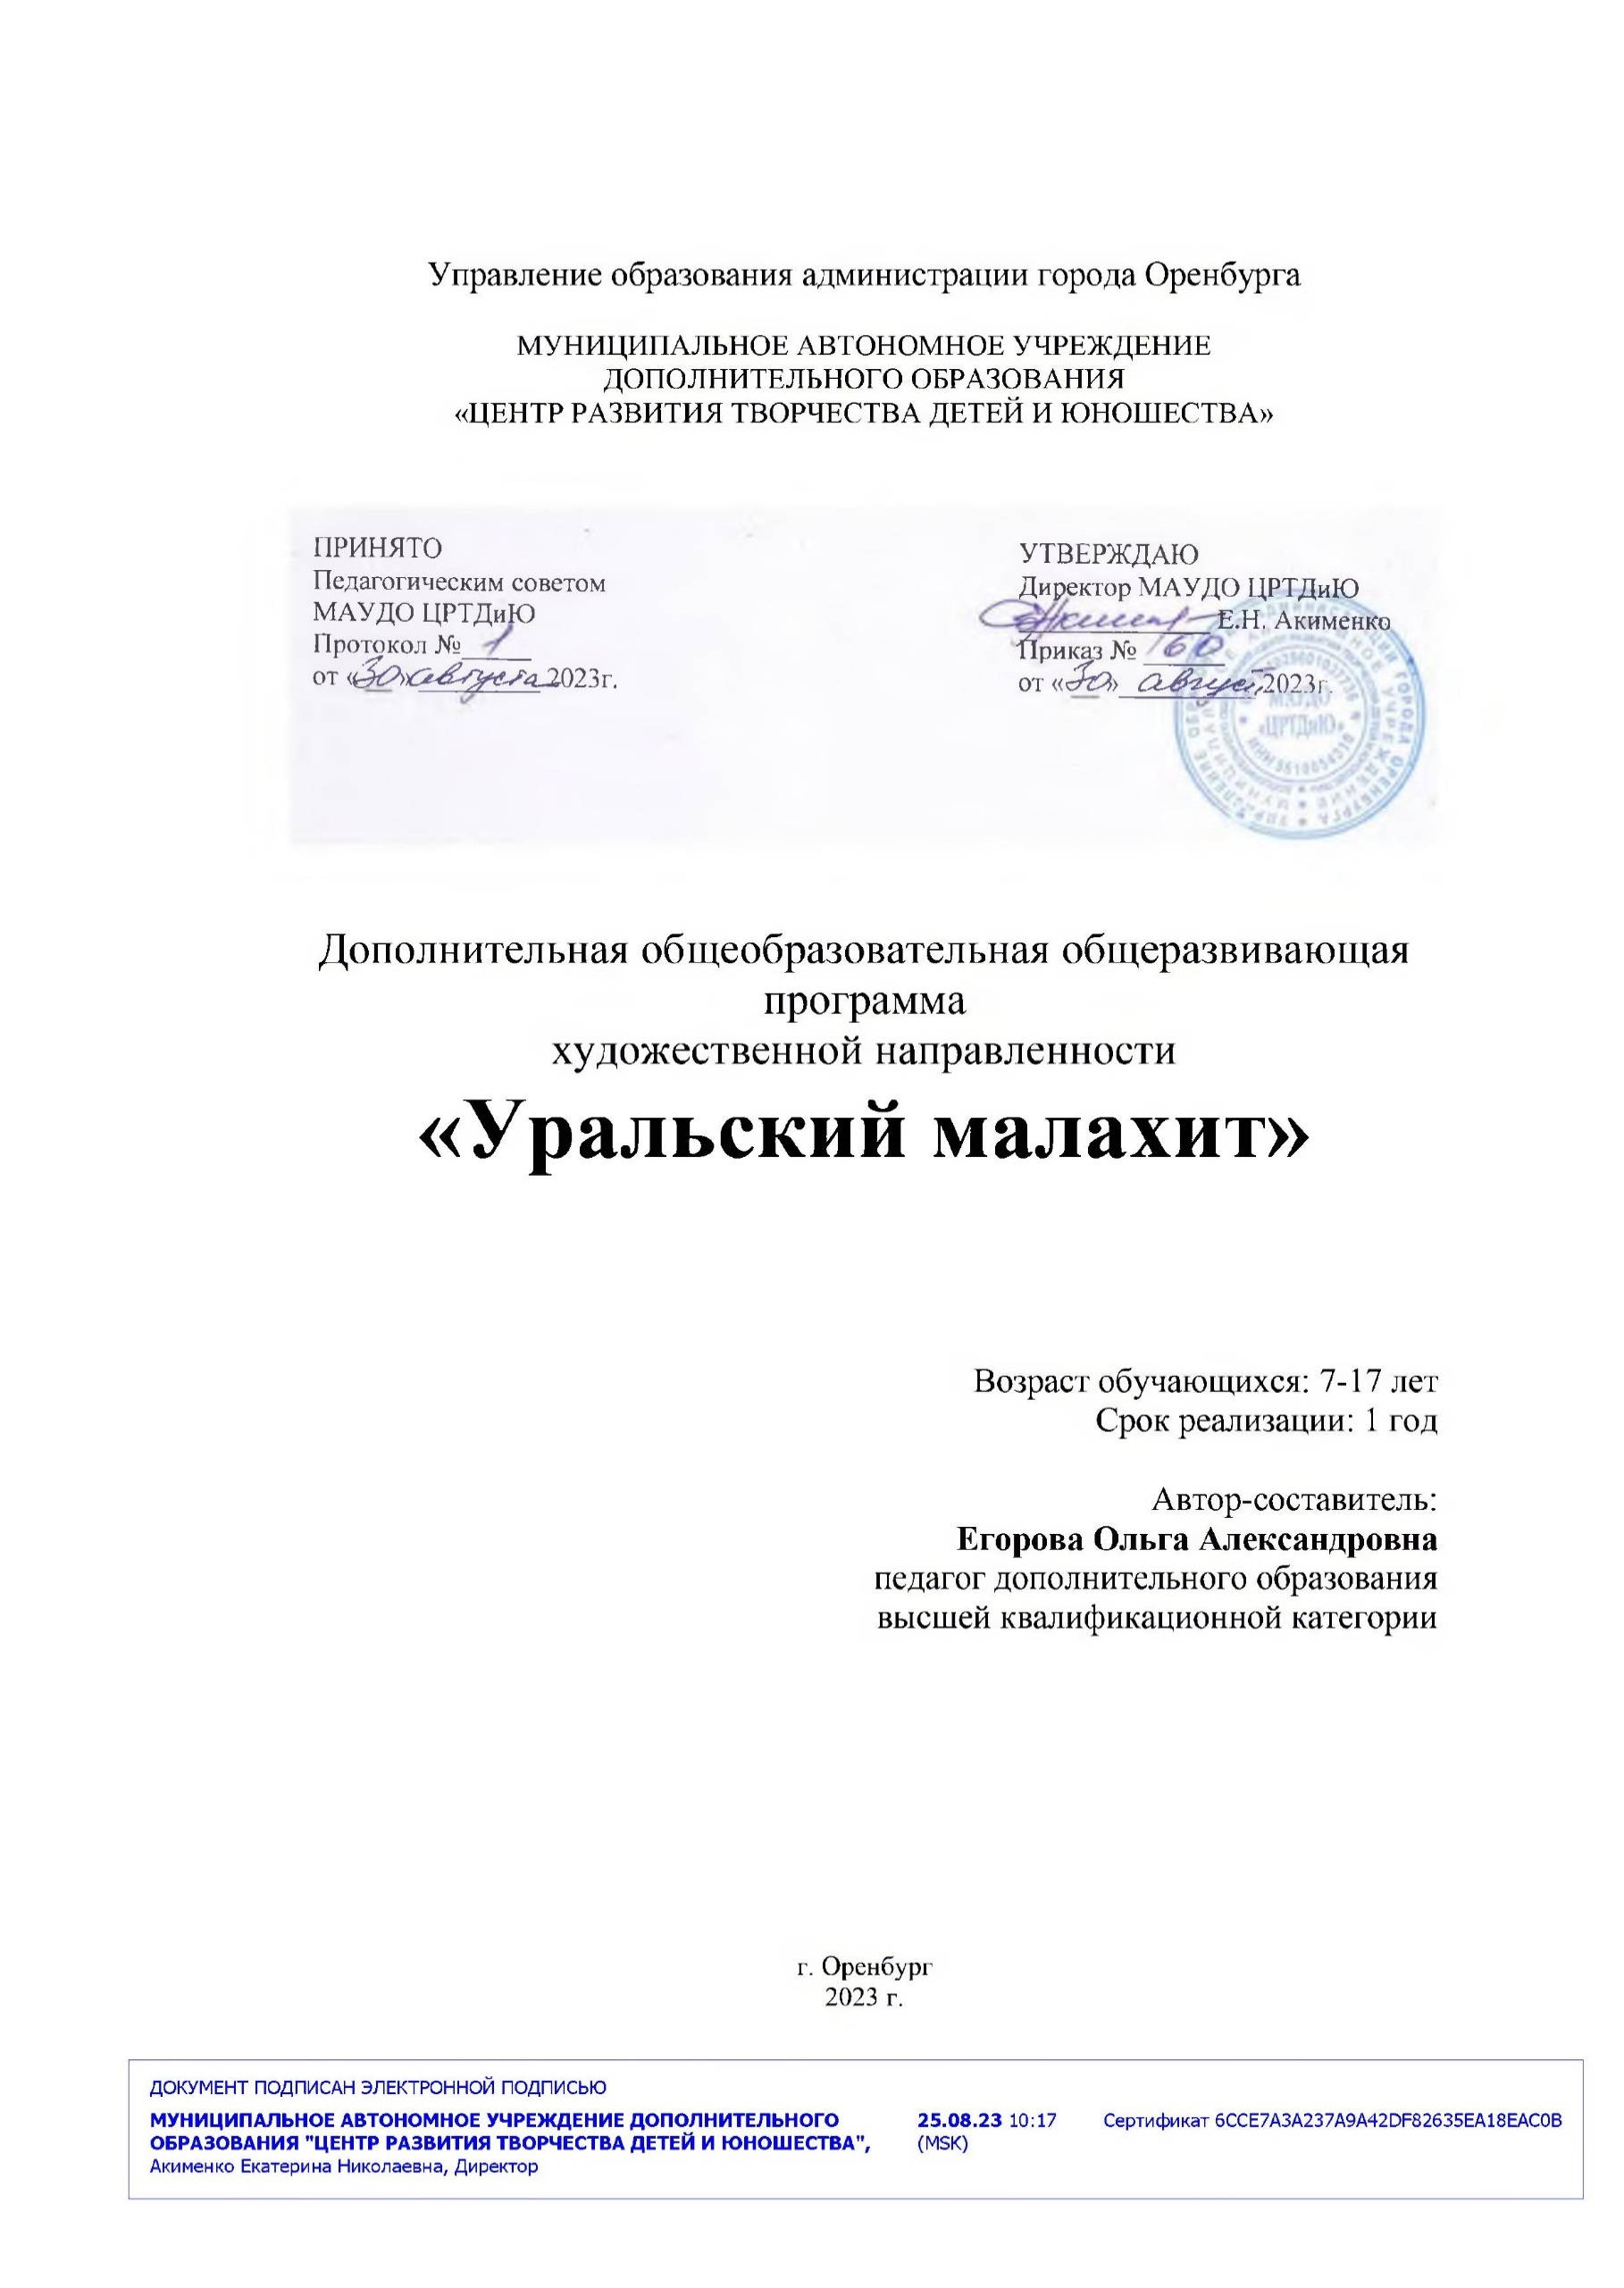 Управление образования администрации города Оренбурга
МУНИЦИПАЛЬНОЕ АВТОНОМНОЕ УЧРЕЖДЕНИЕ
ДОПОЛНИТЕЛЬНОГО ОБРАЗОВАНИЯ
«ЦЕНТР РАЗВИТИЯ ТВОРЧЕСТВА ДЕТЕЙ И ЮНОШЕСТВА»
ПРИНЯТО
Педагогическим советом
МАУДО ЦРТДиЮ
Протокол № 1
от «30» августа 2023г.
УТВЕРЖДАЮ
Директор МАУДО ЦРТДиЮ
Е.Н. Акименко
Приказ № 160
от «30» август 2023г.
МАУДО
«ЦРТДиЮ»
Дополнительная общеобразовательная общеразвивающая
программа
художественной направленности
«Уральский малахит»
Возраст обучающихся: 7-17 лет
Срок реализации: 1 год
Автор-составитель:
Егорова Ольга Александровна
педагог дополнительного образования
высшей квалификационной категории
г. Оренбург
2023 г.
ДОКУМЕНТ ПОДПИСАН ЭЛЕКТРОННОЙ ПОДПИСЬЮ
МУНИЦИПАЛЬНОЕ АВТОНОМНОЕ УЧРЕЖДЕНИЕ ДОПОЛНИТЕЛЬНОГО
ОБРАЗОВАНИЯ "ЦЕНТР РАЗВИТИЯ ТВОРЧЕСТВА ДЕТЕЙ И ЮНОШЕСТВА",
Акименко Екатерина Николаевна, Директор
25.08.23 10:17
(MSK)
Сертификат 6CCE7A3A237A9A42DF82635EA18EAC0B